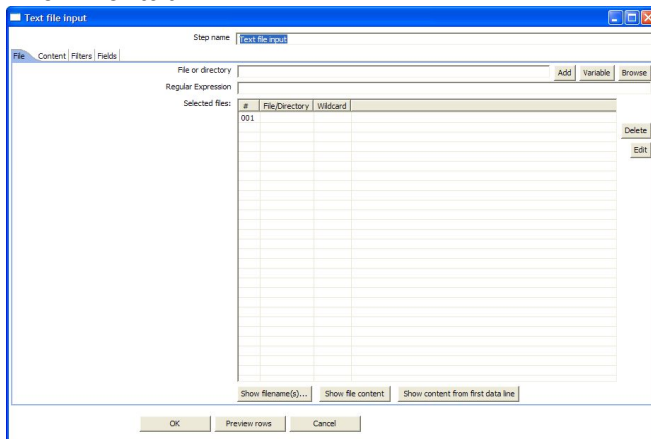 Text file input
Step name Text file input
File Content Filters Fields
File or directory Add Variable Browse
Regular Expression
Selected files: # File/Directory Wildcard
001
Delete
Edit
Show filename(s)... Show file content Show content from first data line
OK Preview rows Cancel